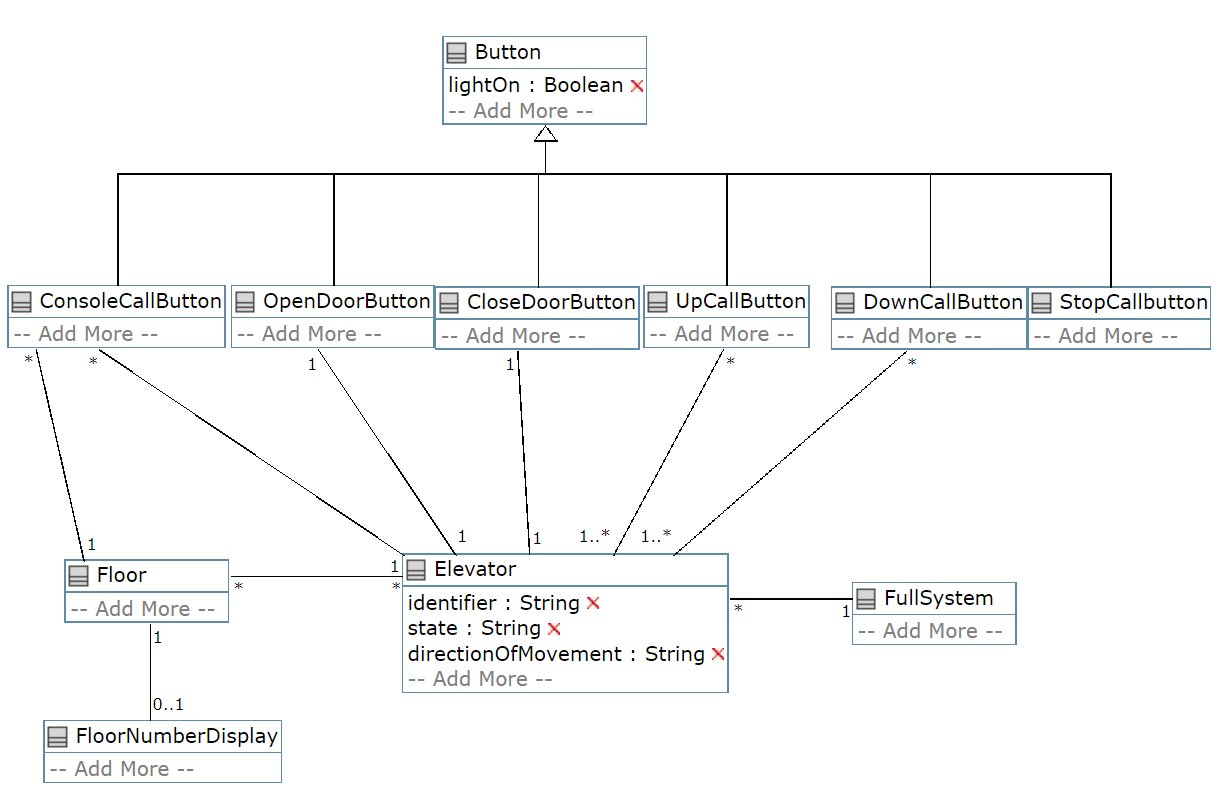 Button
lightOn : Boolean
-- Add More --
ConsoleCallButton
-- Add More --
OpenDoorButton
-- Add More
CloseDoorButton
-- Add More --
UpCallButton
-- Add More --
DownCallButton
-- Add More --
StopCallbutton
-- Add More --
*
*
1
1
*
*
1
1
1
1..*
1..*
Floor
-- Add More --
*
1
*
Elevator
identifier : String
state : String
directionOfMovement : String
-- Add More --
*
1
FullSystem
-- Add More --
1
0..1
FloorNumberDisplay
-- Add More --